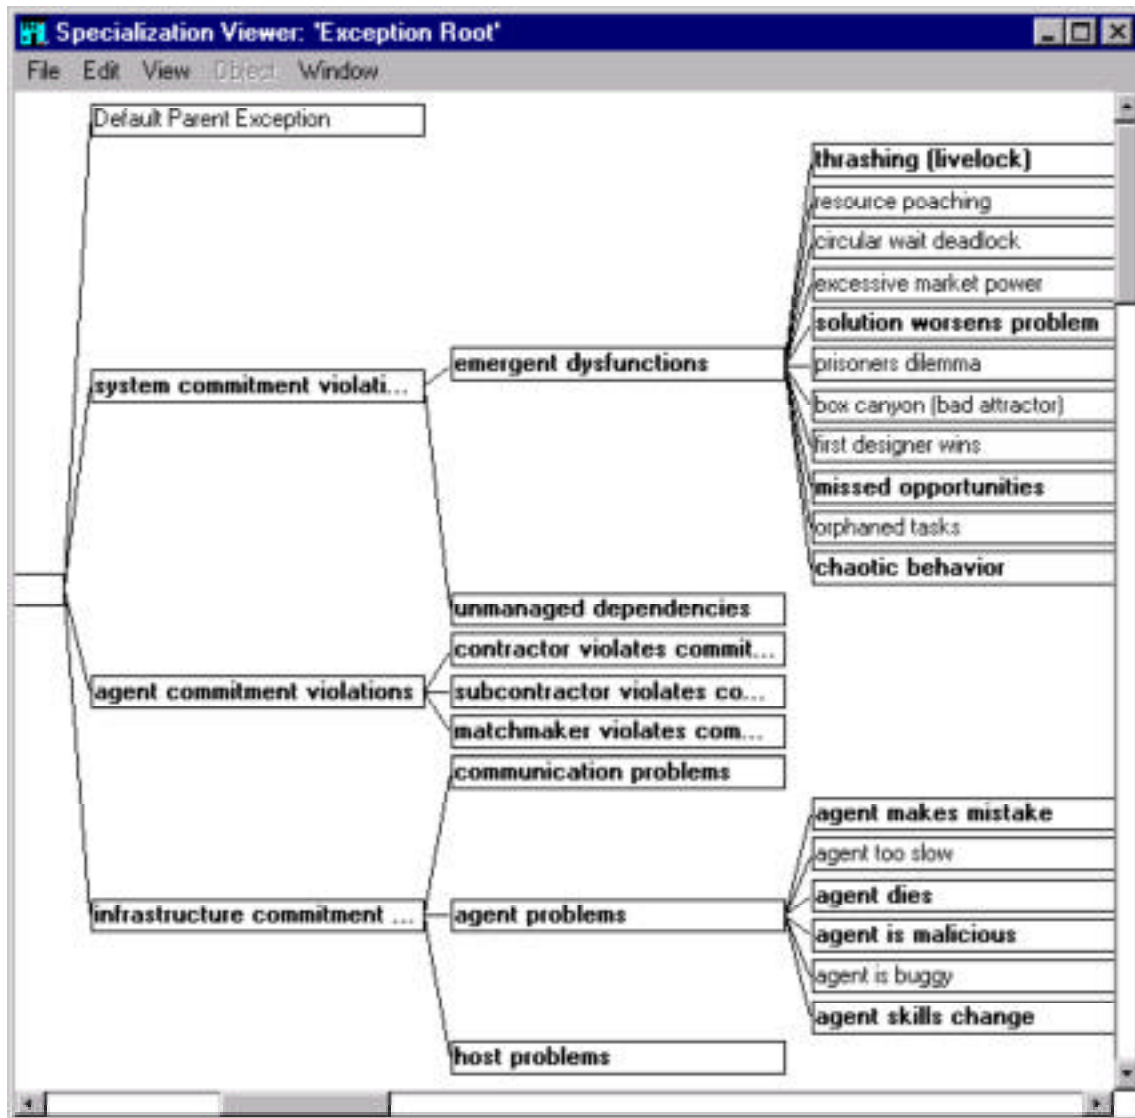 Specialization Viewer: 'Exception Root'
File Edit View Object Window
Default Parent Exception
system commitment violati...
agent commitment violations
infrastructure commitment ...
emergent dysfunctions
unmanaged dependencies
contractor violates commit...
subcontractor violates co...
matchmaker violates com...
communication problems
agent problems
host problems
thrashing (livelock)
resource poaching
circular wait deadlock
excessive market power
solution worsens problem
prisoners dilemma
box canyon (bad attractor)
first designer wins
missed opportunities
orphaned tasks
chaotic behavior
agent makes mistake
agent too slow
agent dies
agent is malicious
agent is buggy
agent skills change